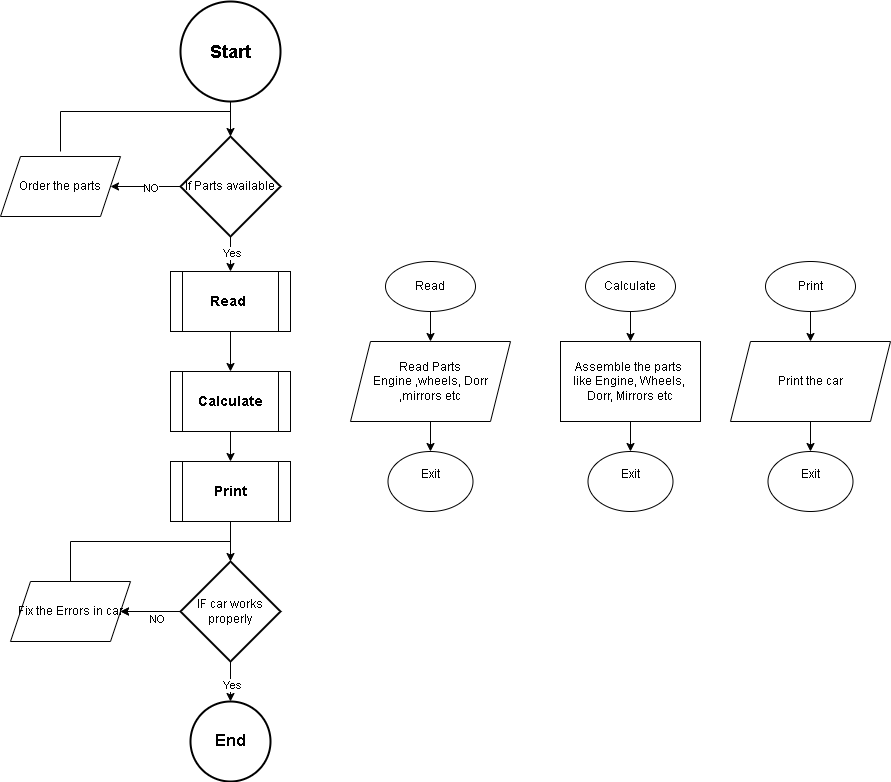 Start
If Parts available
NO
Order the parts
Yes
Read
Calculate
Print
IF car works
properly
NO
Fix the Errors in car
Yes
End
Read
Read Parts
Engine ,wheels, Dorr
,mirrors etc
Exit
Calculate
Assemble the parts
like Engine, Wheels,
Dorr, Mirrors etc
Exit
Print
Print the car
Exit